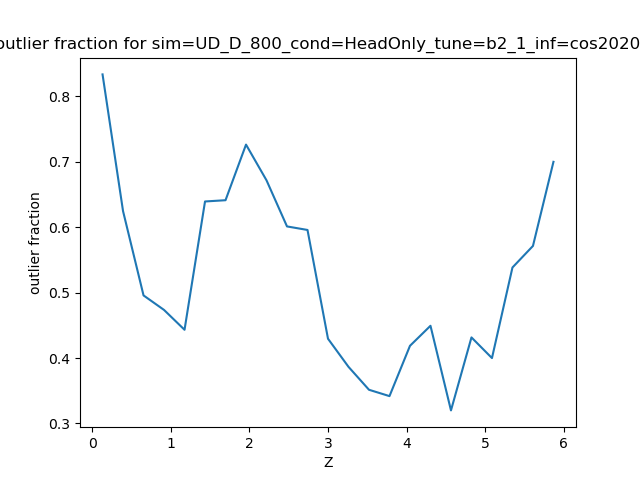 outlier fraction for sim=UD_D_800_cond=HeadOnly_tune=b2_1_inf=cos2020
0.8
0.7
0.6
0.5
0.4
0.3
outlier fraction
0 1 2 3 4 5 6
Z